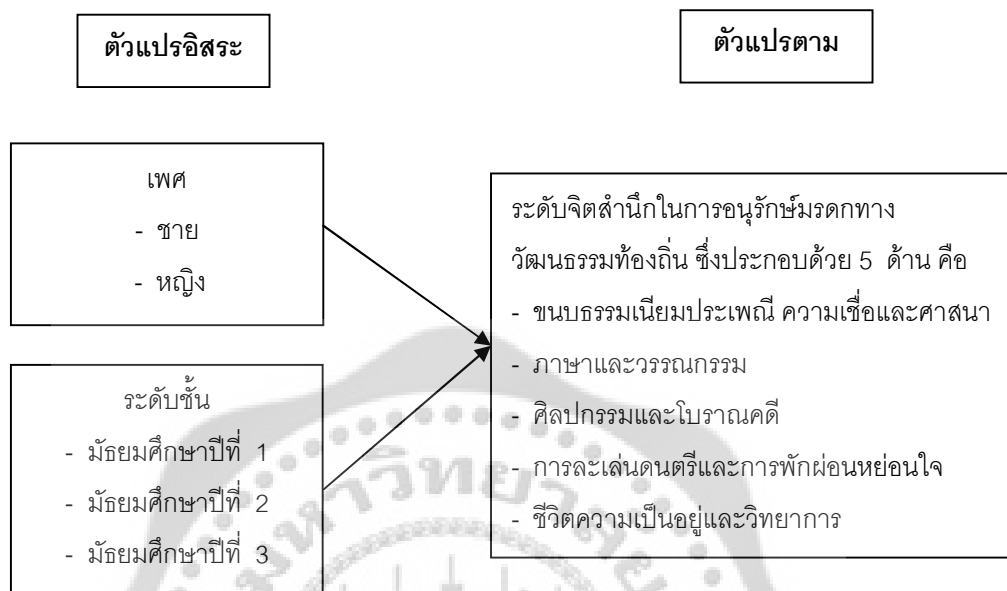 ตัวแปรอิสระ
ตัวแปรตาม
เพศ
- ชาย
- หญิง
ระดับชั้น
- มัธยมศึกษาปีที่ 1
- มัธยมศึกษาปีที่ 2
- มัธยมศึกษาปีที่ 3
ระดับจิตสำนึกในการอนุรักษ์มรดกทาง
วัฒนธรรมท้องถิ่น ซึ่งประกอบด้วย 5 ด้าน คือ
- ขนบธรรมเนียมประเพณี ความเชื่อและศาสนา
- ภาษาและวรรณกรรม
- ศิลปกรรมและโบราณคดี
- การละเล่นดนตรีและการพักผ่อนหย่อนใจ
- ชีวิตความเป็นอยู่และวิทยาการ